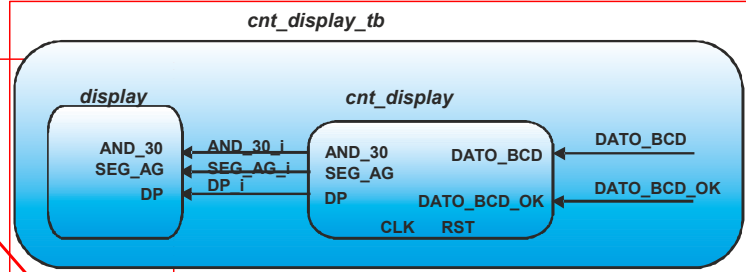 cnt_display_tb
display
cnt_display
AND_30
SEG_AG
DP
AND_30_i
SEG_AG_i
DP_i
AND_30
SEG_AG
DP
DATO_BCD
DATO_BCD_OK
CLK RST
DATO_BCD
DATO_BCD_OK